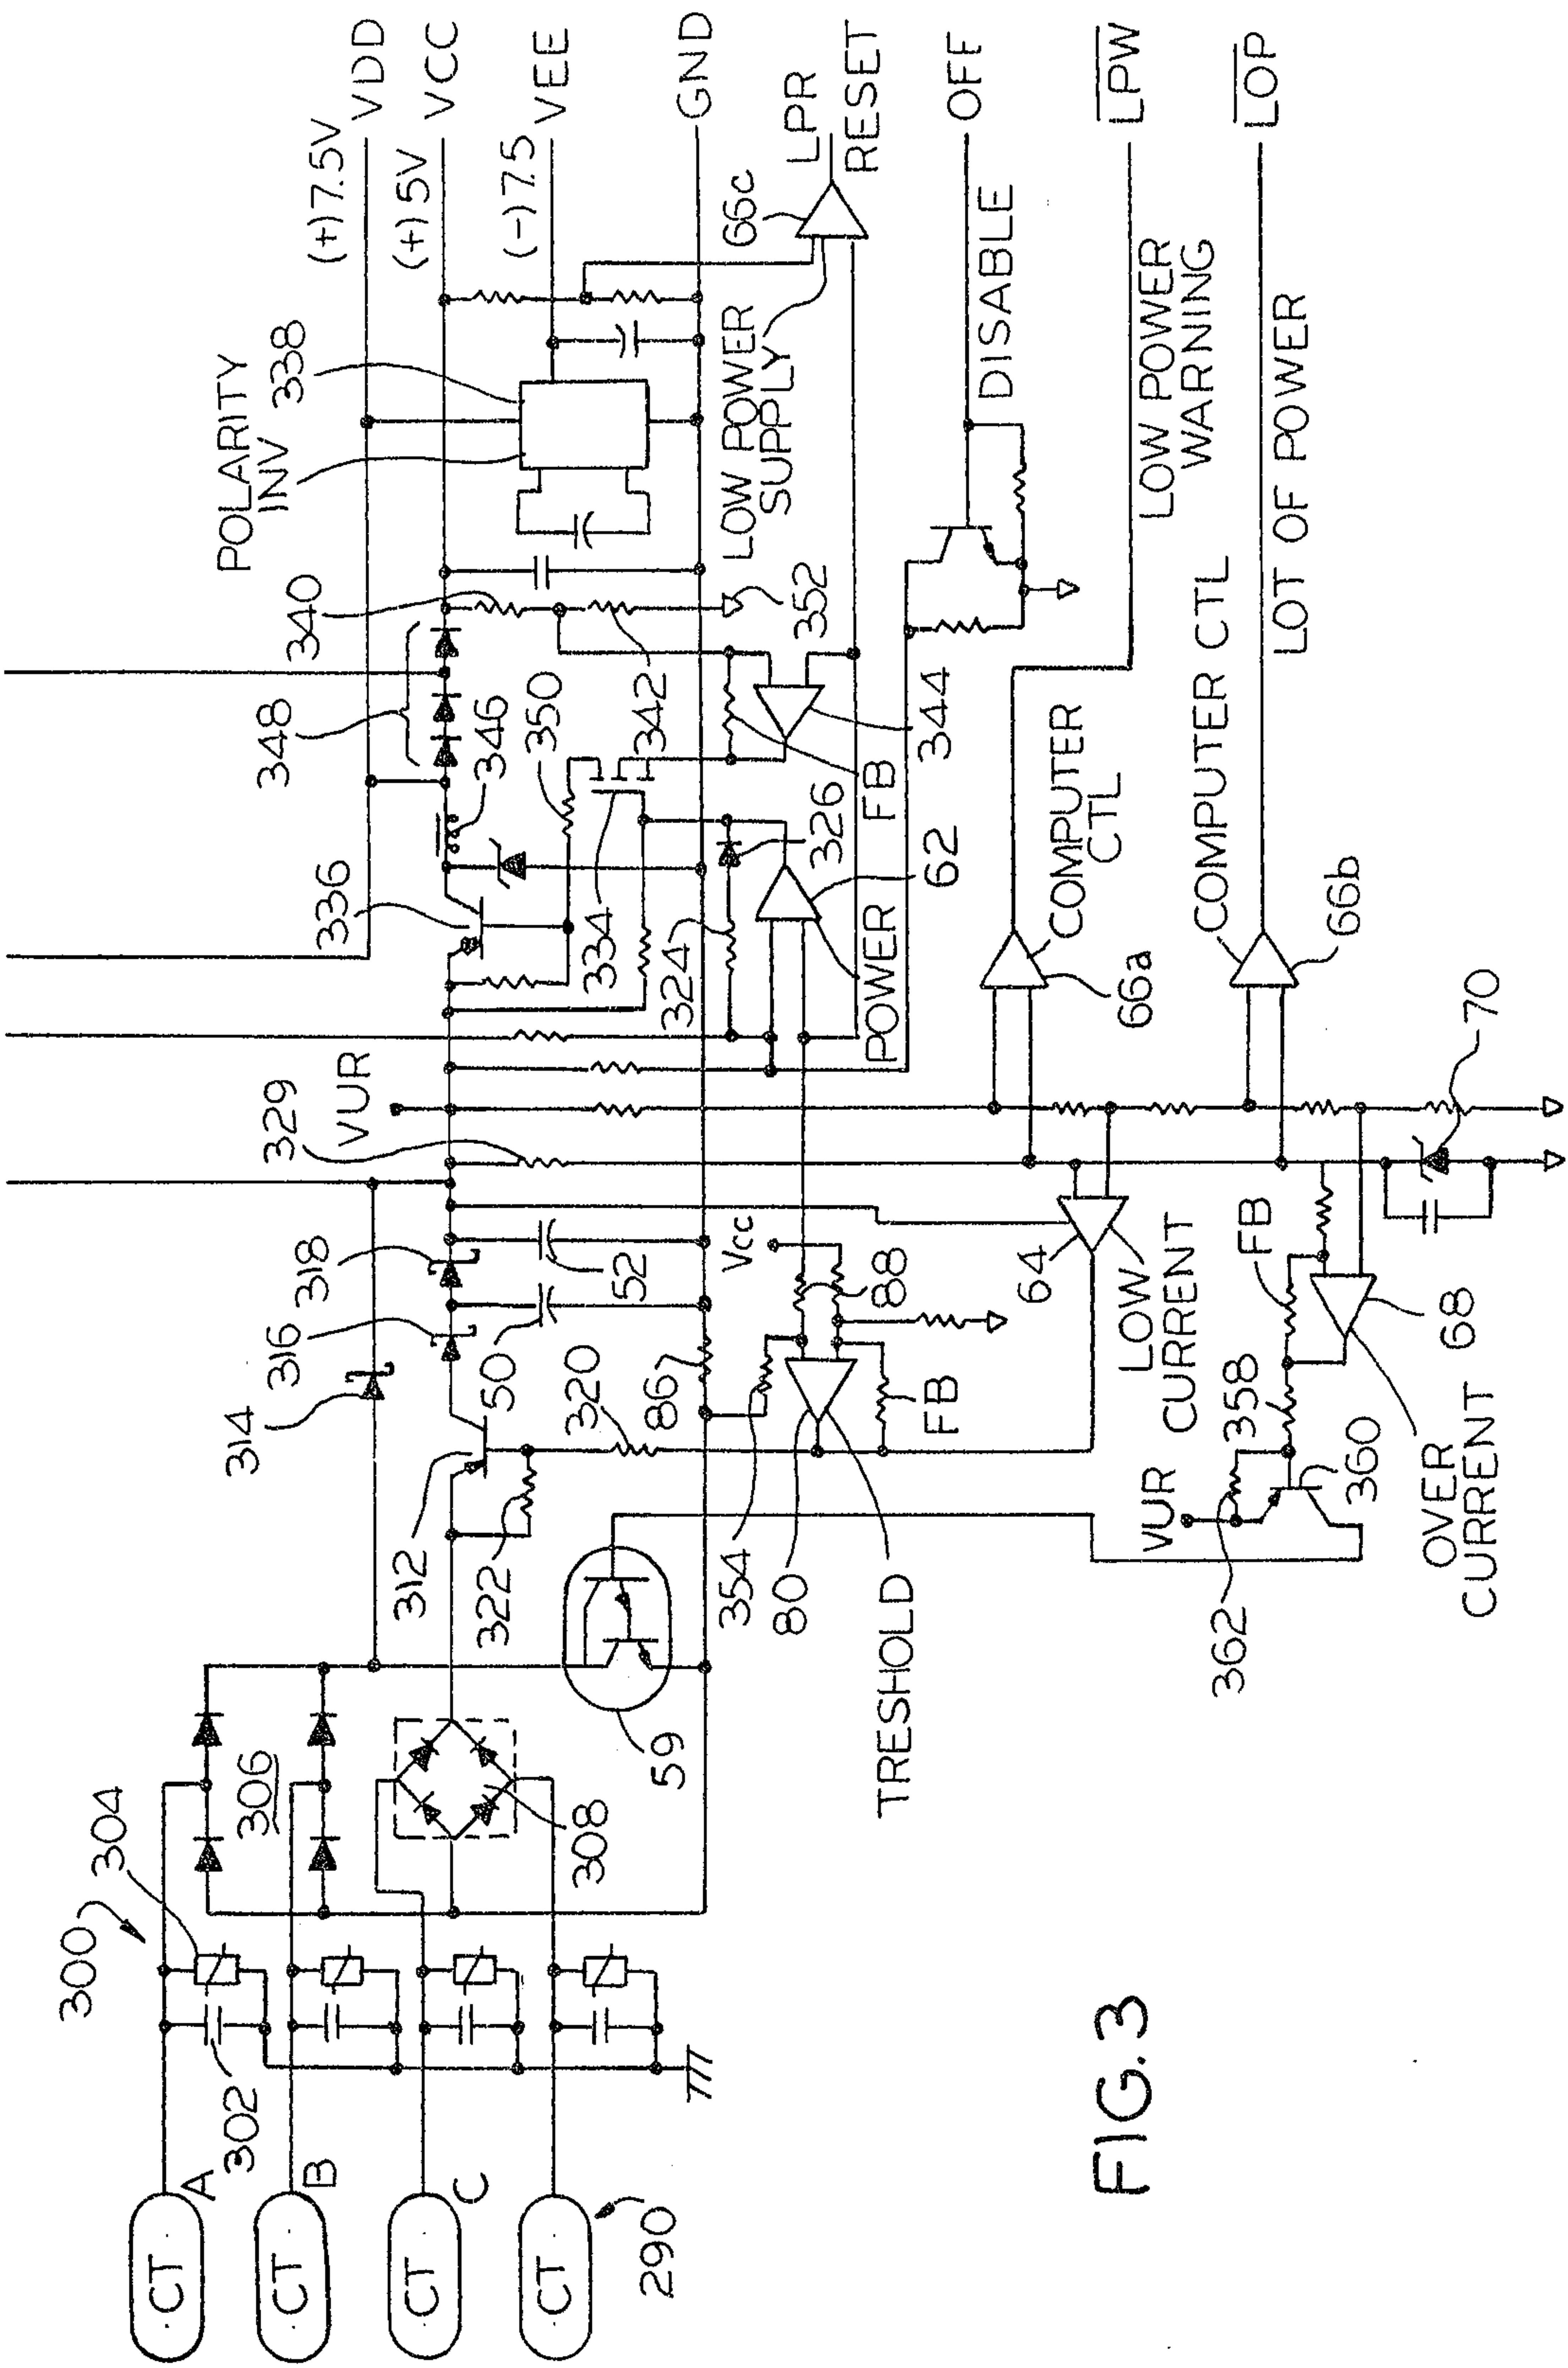 (+)7.5V
VDD
(+)5V
VCC
(-)7.5
VEE
GND
POLARITY
INV
338
66c
LPR
RESET
LOW POWER
SUPPLY
340
348
346
350
342
352
344
FB
336
334
324
326
62
POWER
DISABLE
OFF
LPW
LOW POWER
WARNING
LOP
LOT OF POWER
COMPUTER
CTL
66a
COMPUTER CTL
66b
70
VUR
329
318
316
314
52
50
320
86
Vcc
88
64
LOW
CURRENT
FB
68
FB
358
360
OVER
CURRENT
VUR
362
312
322
354
80
TRESHOLD
59
306
308
304
300
302
A
B
C
CT
CT
CT
CT
290
FIG.3